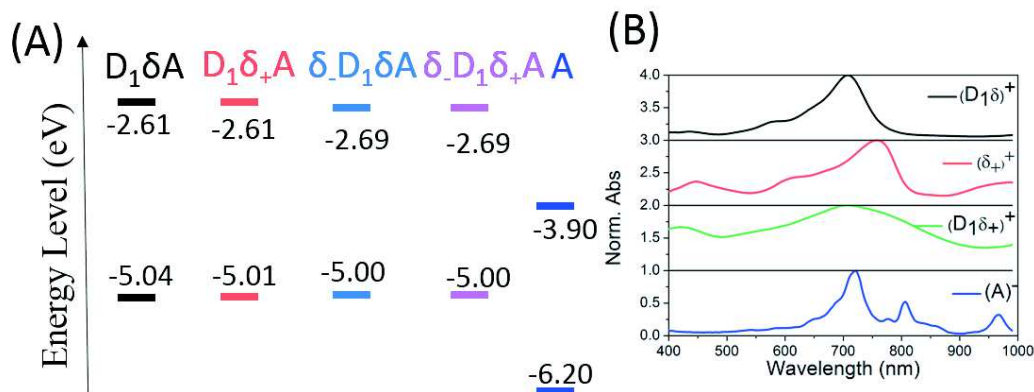 (A)
Energy Level (eV)
D₁δA D₁δ₊A δ₋D₁δA δ₋D₁δ₊A A
-2.61 -2.61 -2.69 -2.69
-3.90
-5.04 -5.01 -5.00 -5.00
-6.20
(B)
Norm. Abs
4.0
3.5
3.0
2.5
2.0
1.5
1.0
0.5
0.0
(D₁δ)⁺
(δ₊)⁺
(D₁δ₊)⁺
(A)⁻
400 500 600 700 800 900 1000
Wavelength (nm)